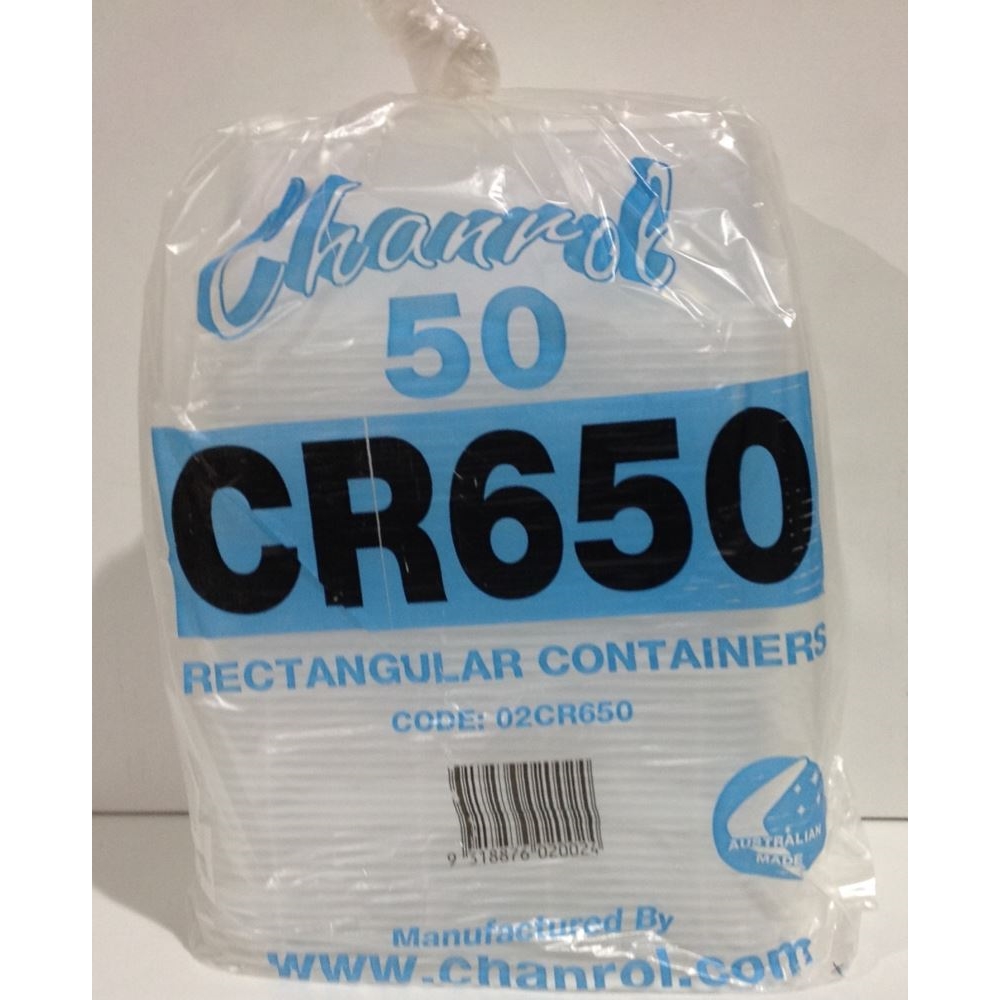 Chanrol
50
CR650
RECTANGULAR CONTAINERS
CODE: 02CR650
9 318876 020024
AUSTRALIAN
MADE
Manufactured By
www.chanrol.com